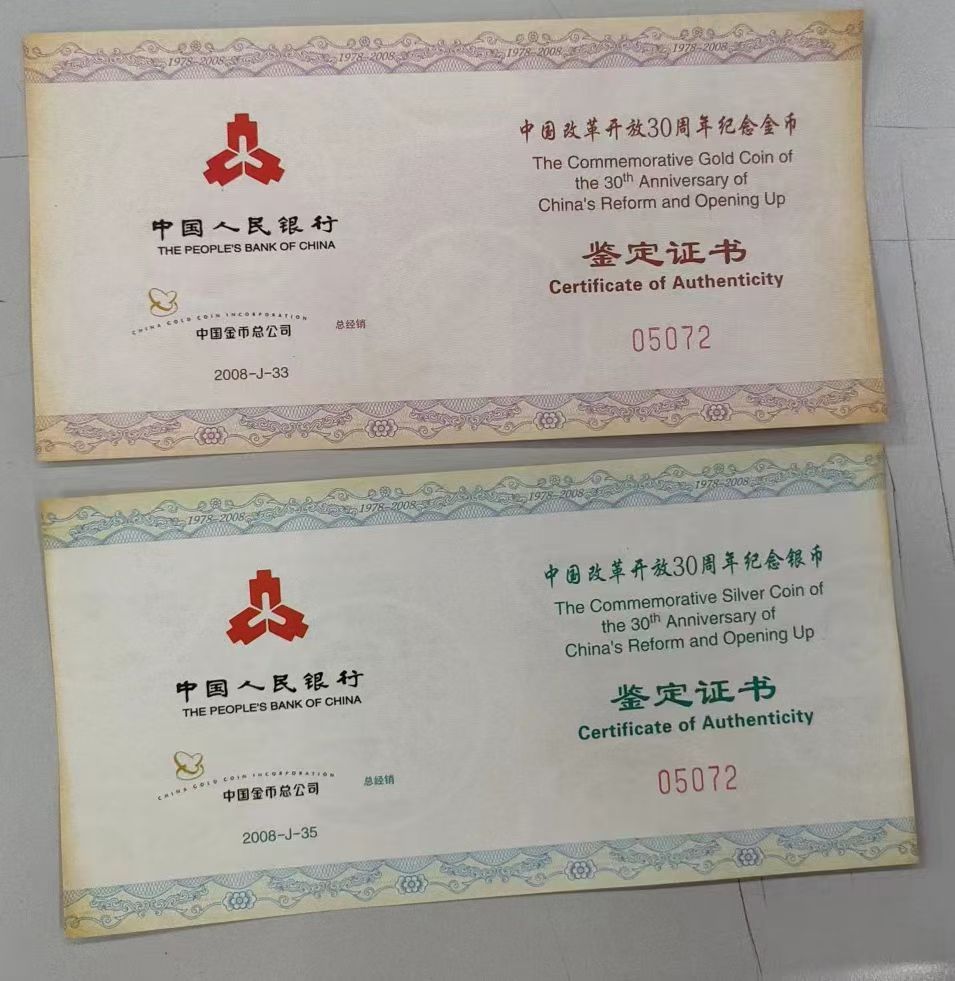 1978-2008 1978-2008 1978-2008 1978-2008
中国人民银行
THE PEOPLE'S BANK OF CHINA
CHINA GOLD COIN INCORPORATION
中国金币总公司 总经销
2008-J-33
中国改革开放30周年纪念金币
The Commemorative Gold Coin of
the 30th Anniversary of
China's Reform and Opening Up
鉴定证书
Certificate of Authenticity
05072
1978-2008 1978-2008 1978-2008 1978-2008
中国人民银行
THE PEOPLE'S BANK OF CHINA
CHINA GOLD COIN INCORPORATION
中国金币总公司 总经销
2008-J-35
中国改革开放30周年纪念银币
The Commemorative Silver Coin of
the 30th Anniversary of
China's Reform and Opening Up
鉴定证书
Certificate of Authenticity
05072